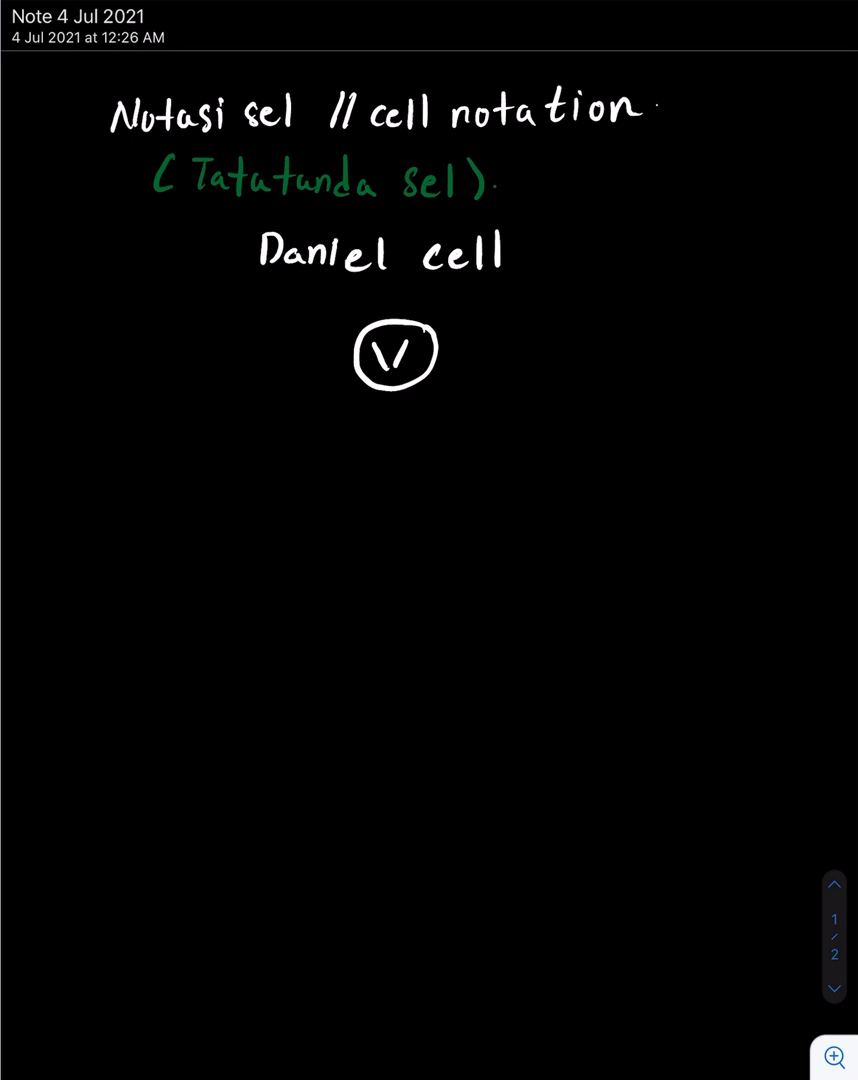 Note 4 Jul 2021
4 Jul 2021 at 12:26 AM
Notasi sel // cell notation.
(Tatatanda sel).
Daniel cell
V
1
/
2